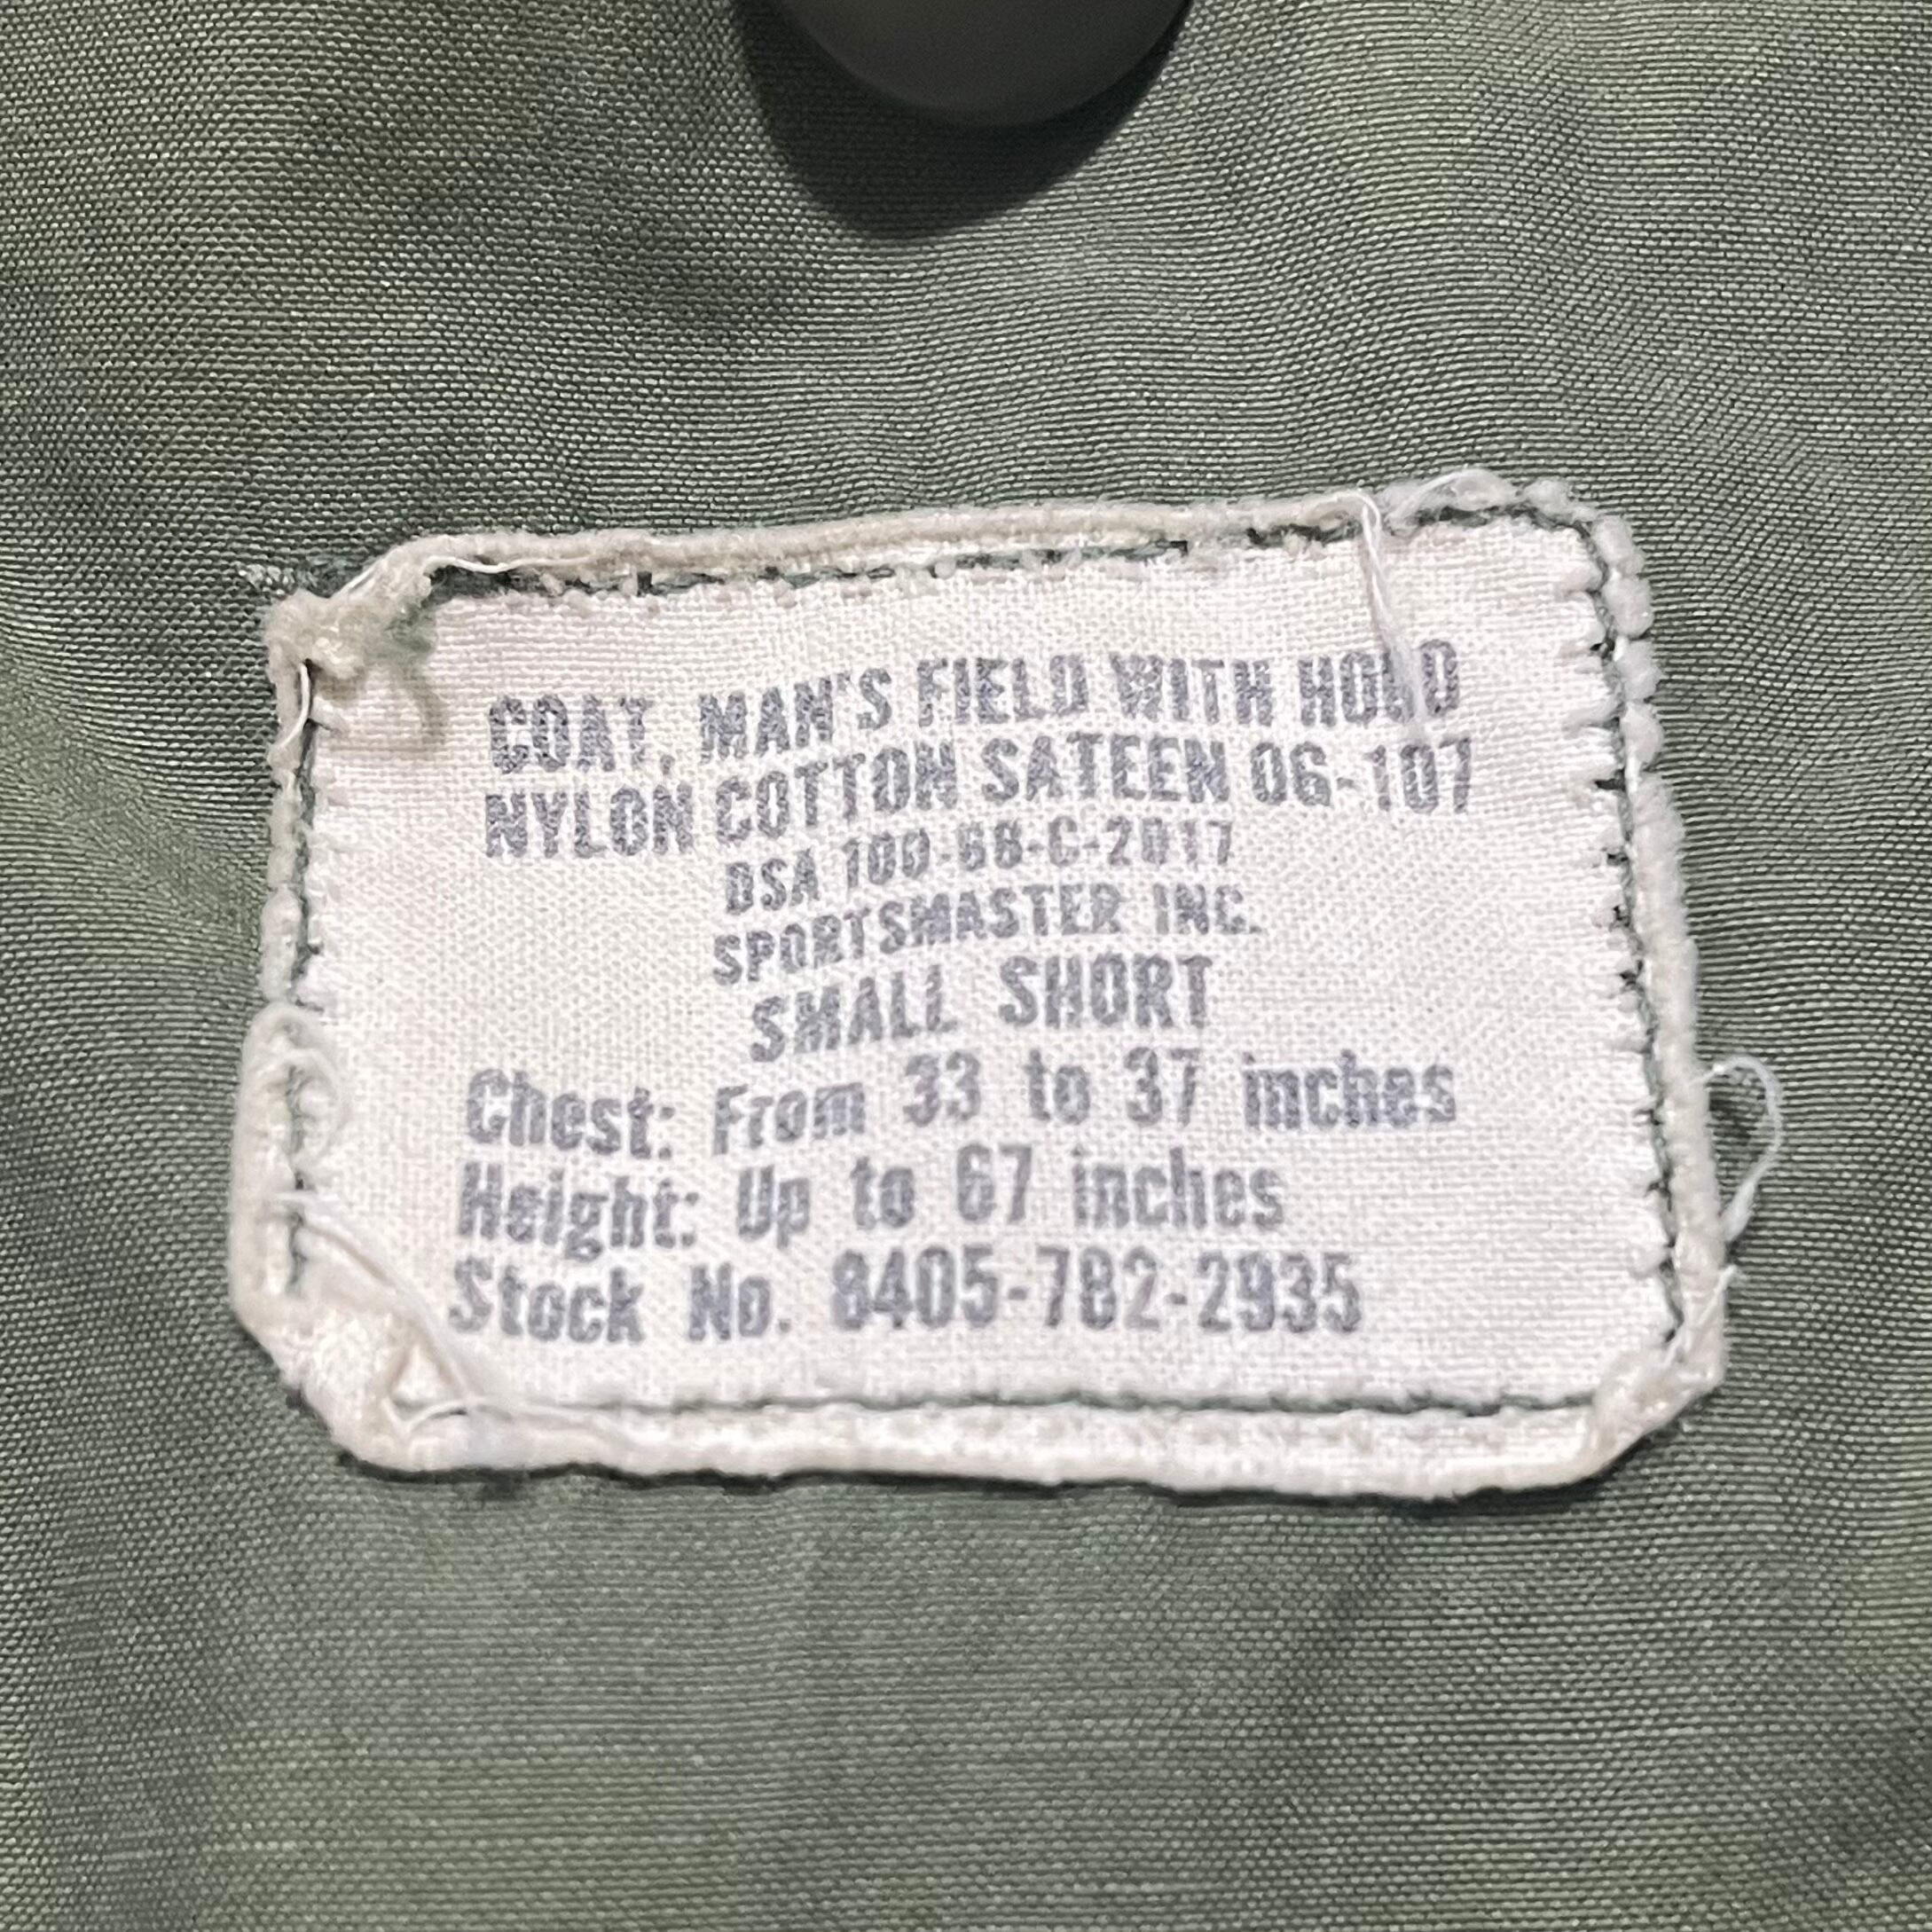 COAT, MAN'S FIELD WITH HOOD
NYLON COTTON SATEEN OG-107
DSA 100-68-C-2017
SPORTSMASTER INC.
SMALL SHORT
Chest: From 33 to 37 inches
Height: Up to 67 inches
Stock No. 8405-782-2935